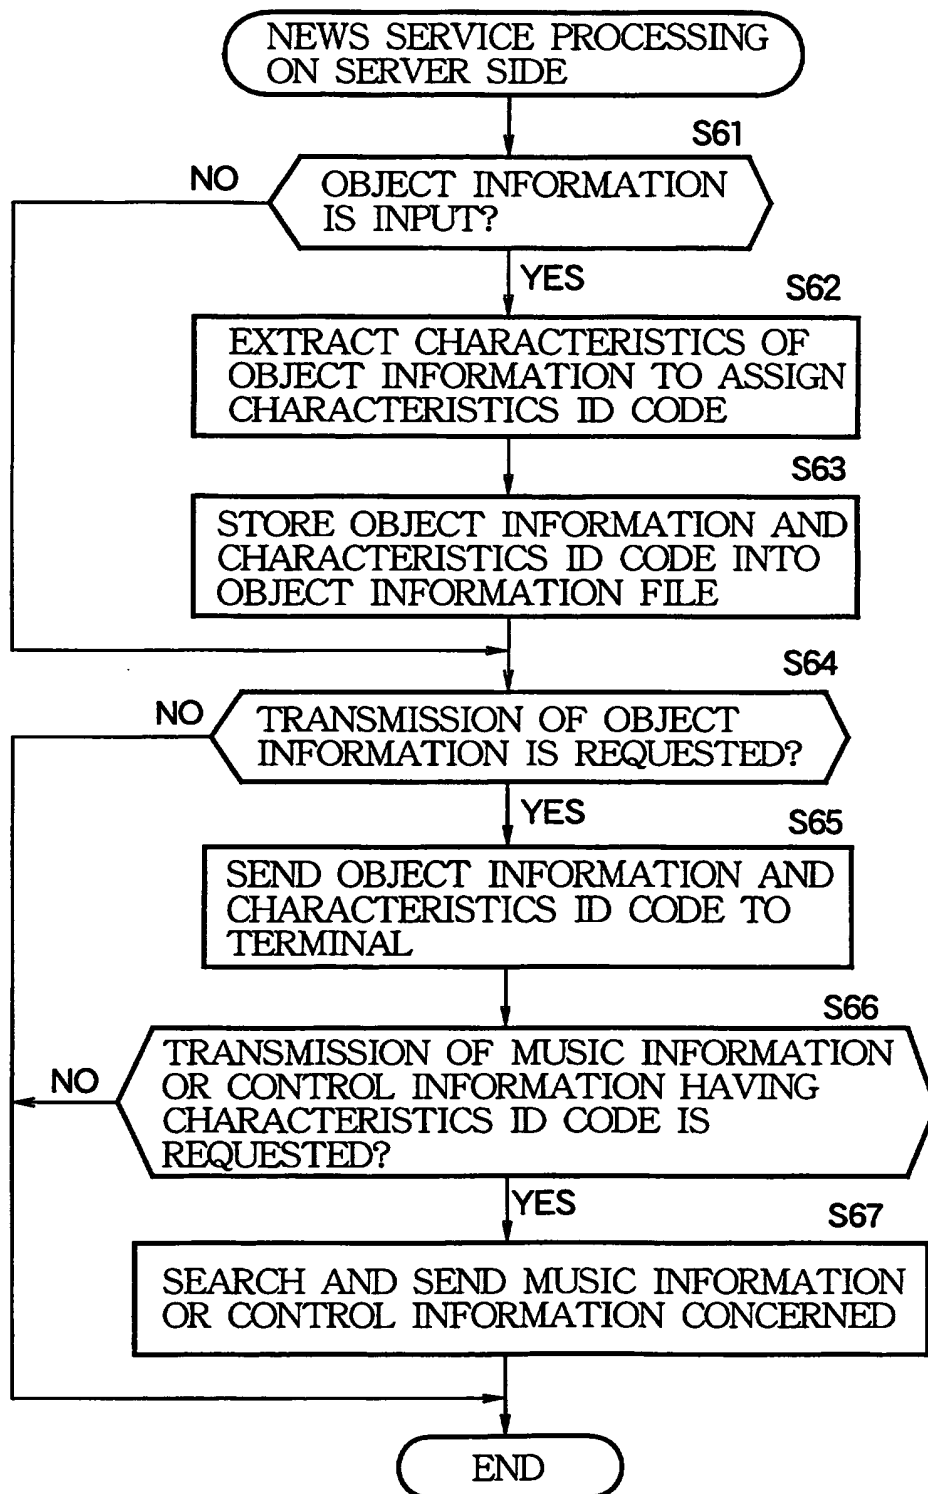 NEWS SERVICE PROCESSING
ON SERVER SIDE
S61
NO
OBJECT INFORMATION
IS INPUT?
YES
S62
EXTRACT CHARACTERISTICS OF
OBJECT INFORMATION TO ASSIGN
CHARACTERISTICS ID CODE
S63
STORE OBJECT INFORMATION AND
CHARACTERISTICS ID CODE INTO
OBJECT INFORMATION FILE
S64
NO
TRANSMISSION OF OBJECT
INFORMATION IS REQUESTED?
YES
S65
SEND OBJECT INFORMATION AND
CHARACTERISTICS ID CODE TO
TERMINAL
S66
NO
TRANSMISSION OF MUSIC INFORMATION
OR CONTROL INFORMATION HAVING
CHARACTERISTICS ID CODE IS
REQUESTED?
YES
S67
SEARCH AND SEND MUSIC INFORMATION
OR CONTROL INFORMATION CONCERNED
END